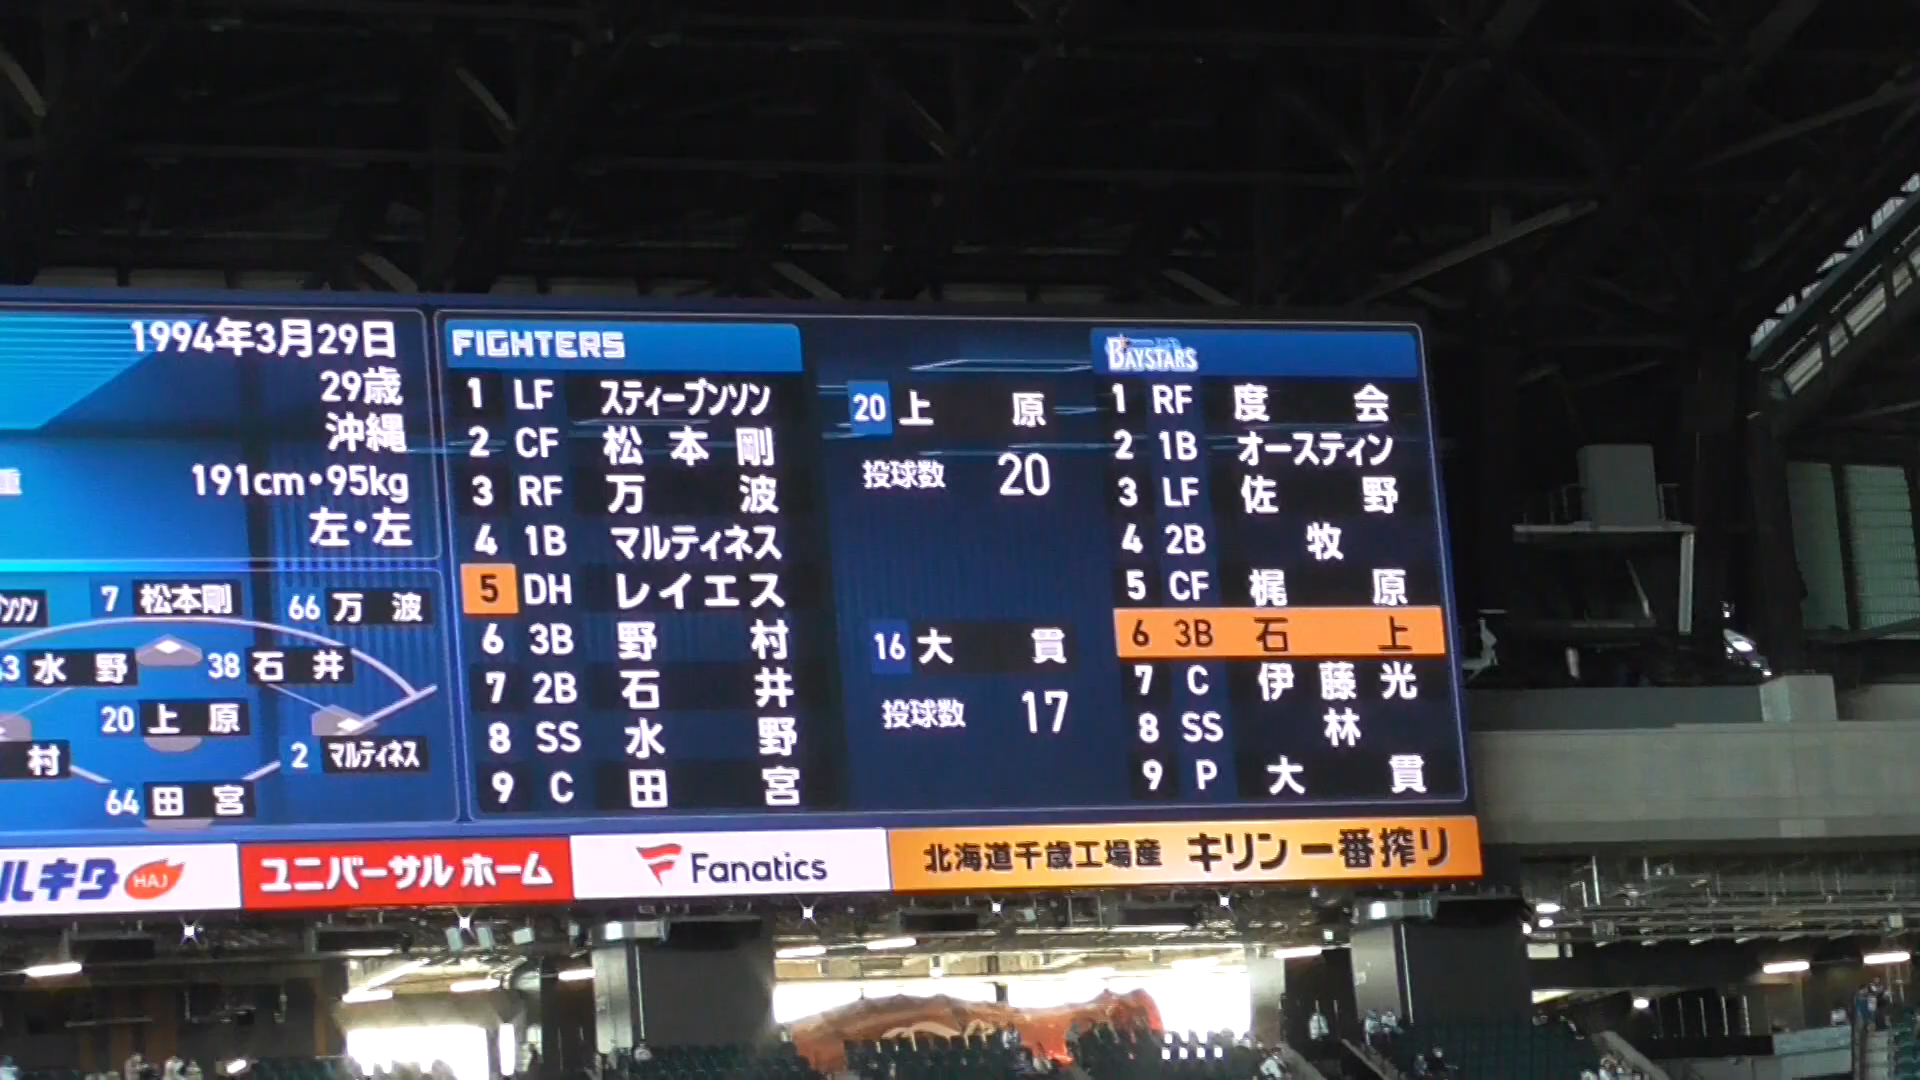 1994年3月29日
29歳
沖縄
重 191cm・95kg
左・左
7 松本剛
66 万波
水野
38 石井
20 上原
村
2 マルティネス
64 田宮
FIGHTERS
1 LF スティーブンソン
2 CF 松本剛
3 RF 万波
4 1B マルティネス
5 DH レイエス
6 3B 野村
7 2B 石井
8 SS 水野
9 C 田宮
20 上原
投球数 20
16 大貫
投球数 17
BAYSTARS
1 RF 度会
2 1B オースティン
3 LF 佐野
4 2B 牧
5 CF 梶原
6 3B 石上
7 C 伊藤光
8 SS 林
9 P 大貫
ルキタ HAJ
ユニバーサル ホーム
Fanatics
北海道千歳工場産 キリン一番搾り